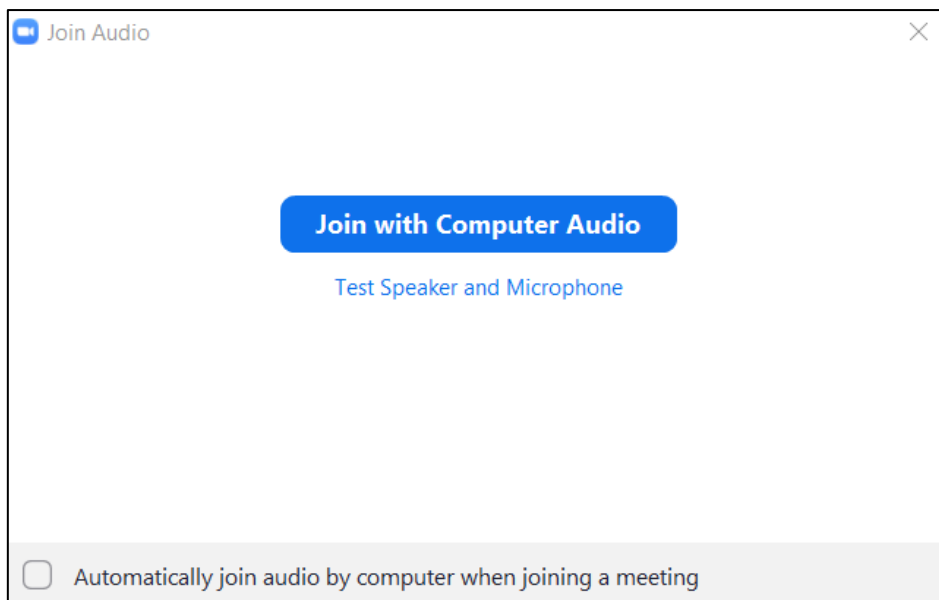 Join Audio
Join with Computer Audio
Test Speaker and Microphone
Automatically join audio by computer when joining a meeting